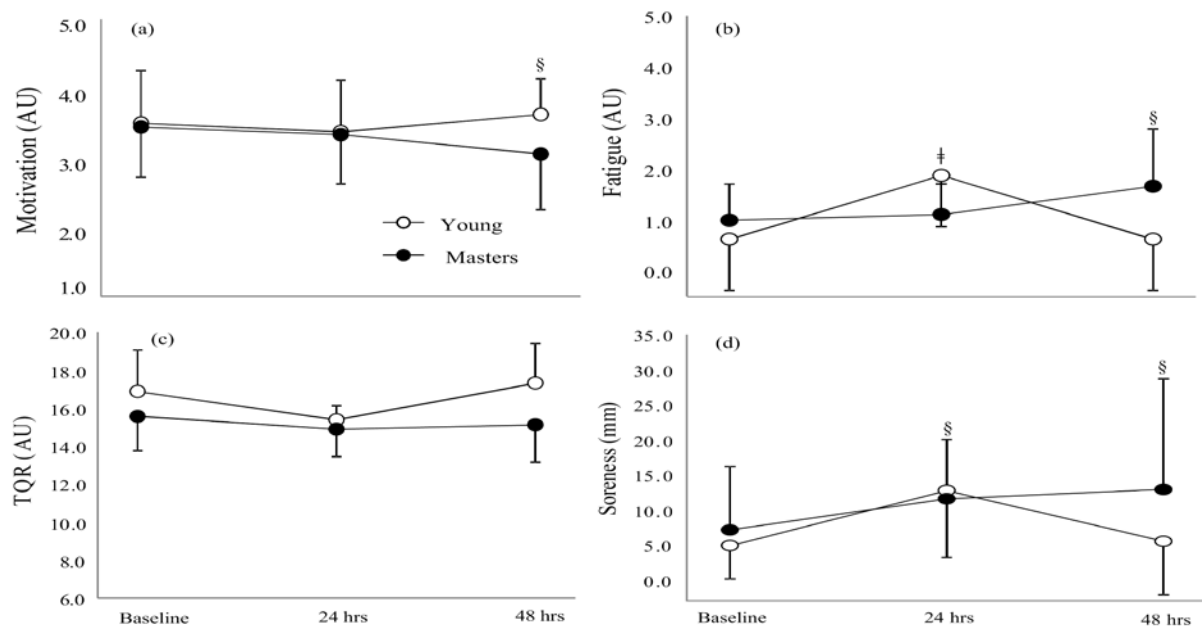 (a)
Motivation (AU)
5.0
4.0
3.0
2.0
1.0
§
Young
Masters
(b)
Fatigue (AU)
5.0
4.0
3.0
2.0
1.0
0.0
ǂ
§
(c)
TQR (AU)
20.0
18.0
16.0
14.0
12.0
10.0
8.0
6.0
Baseline
24 hrs
48 hrs
(d)
Soreness (mm)
35.0
30.0
25.0
20.0
15.0
10.0
5.0
0.0
§
§
Baseline
24 hrs
48 hrs